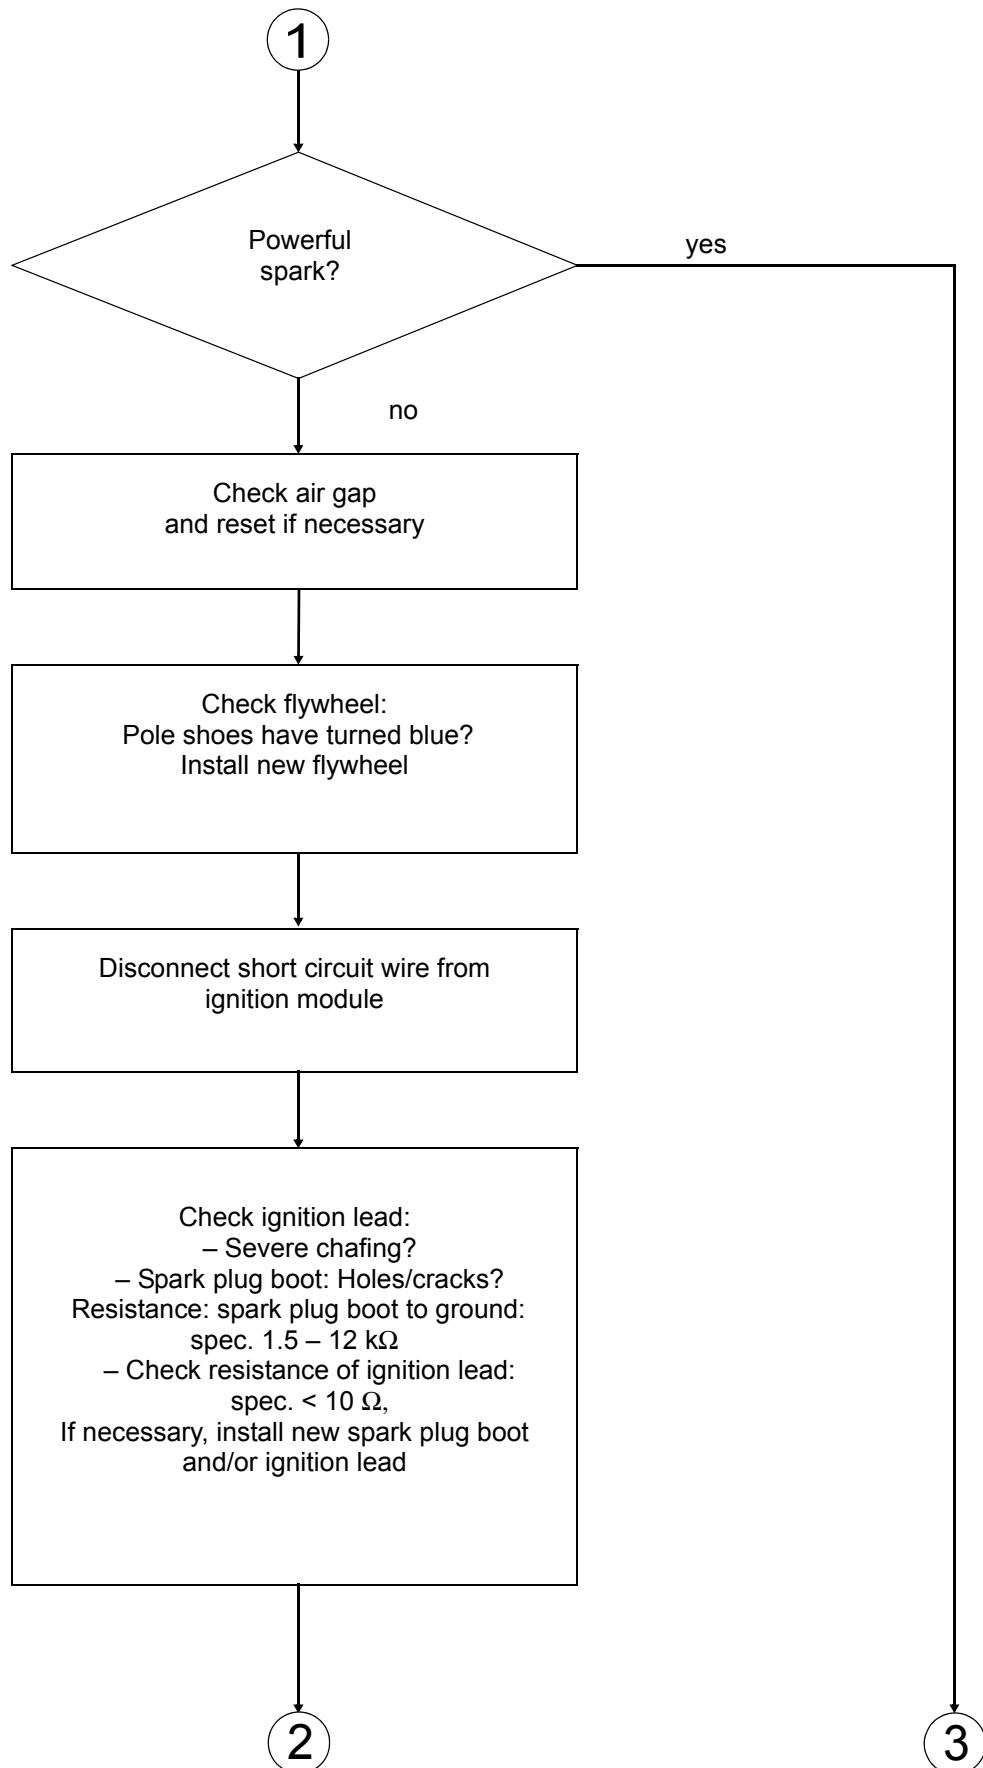 1
Powerful
spark?
yes
no
Check air gap
and reset if necessary
Check flywheel:
Pole shoes have turned blue?
Install new flywheel
Disconnect short circuit wire from
ignition module
Check ignition lead:
– Severe chafing?
– Spark plug boot: Holes/cracks?
Resistance: spark plug boot to ground:
spec. 1.5 – 12 kΩ
– Check resistance of ignition lead:
spec. < 10 Ω,
If necessary, install new spark plug boot
and/or ignition lead
2
3